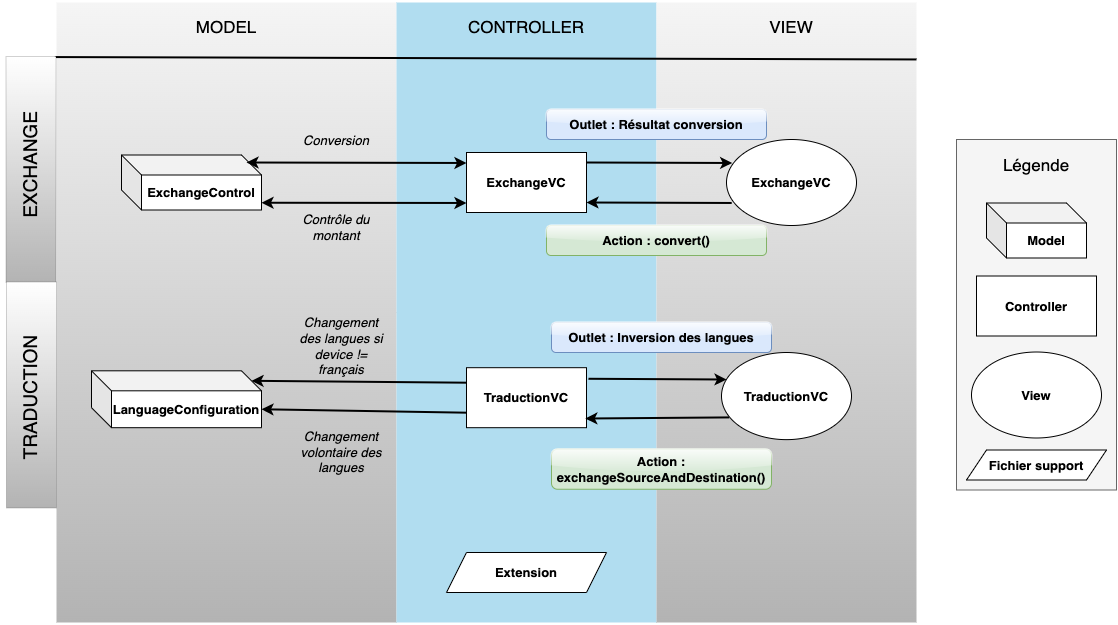 MODEL
CONTROLLER
VIEW
EXCHANGE
Conversion
Outlet : Résultat conversion
ExchangeControl
ExchangeVC
ExchangeVC
Contrôle du
montant
Action : convert()
TRADUCTION
Changement
des langues si
device !=
français
Outlet : Inversion des langues
LanguageConfiguration
TraductionVC
TraductionVC
Changement
volontaire des
langues
Action :
exchangeSourceAndDestination()
Extension
Légende
Model
Controller
View
Fichier support